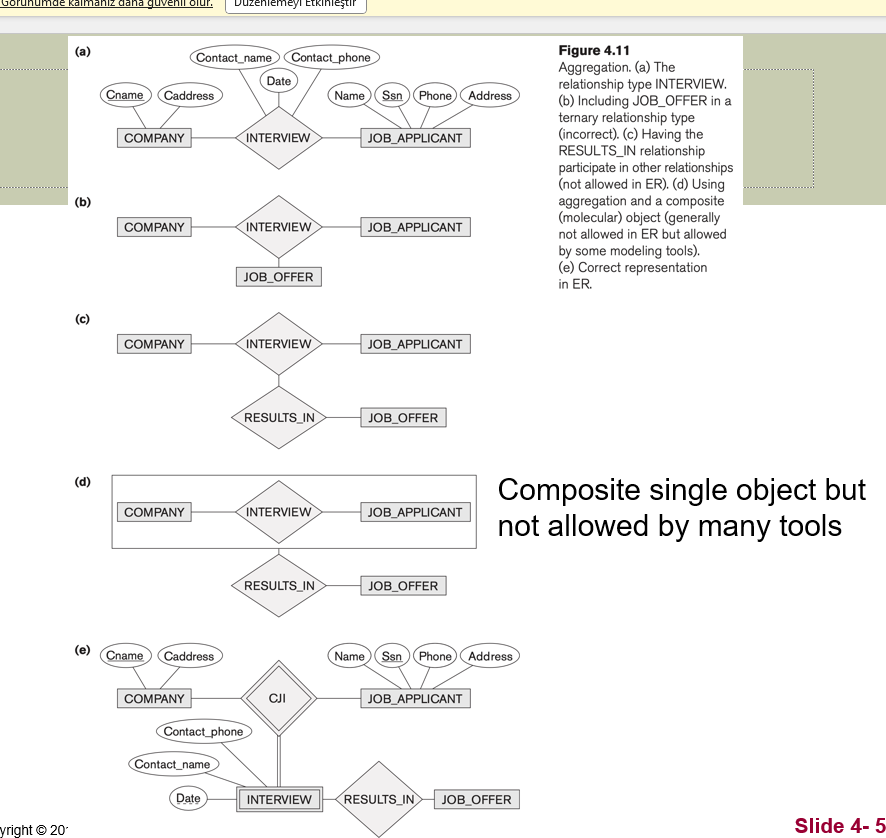 Görünümde kalmanız daha güvenli olur. Düzenlemeyi Etkinleştir
(a)
Contact_name Contact_phone
Date
Cname Caddress Name Ssn Phone Address
COMPANY INTERVIEW JOB_APPLICANT
Figure 4.11
Aggregation. (a) The
relationship type INTERVIEW.
(b) Including JOB_OFFER in a
ternary relationship type
(incorrect). (c) Having the
RESULTS_IN relationship
participate in other relationships
(not allowed in ER). (d) Using
aggregation and a composite
(molecular) object (generally
not allowed in ER but allowed
by some modeling tools).
(e) Correct representation
in ER.
(b)
COMPANY INTERVIEW JOB_APPLICANT
JOB_OFFER
(c)
COMPANY INTERVIEW JOB_APPLICANT
RESULTS_IN JOB_OFFER
(d)
COMPANY INTERVIEW JOB_APPLICANT
RESULTS_IN JOB_OFFER
Composite single object but
not allowed by many tools
(e)
Cname Caddress Name Ssn Phone Address
COMPANY CJI JOB_APPLICANT
Contact_phone
Contact_name
Date INTERVIEW RESULTS_IN JOB_OFFER
yright © 20
Slide 4- 5